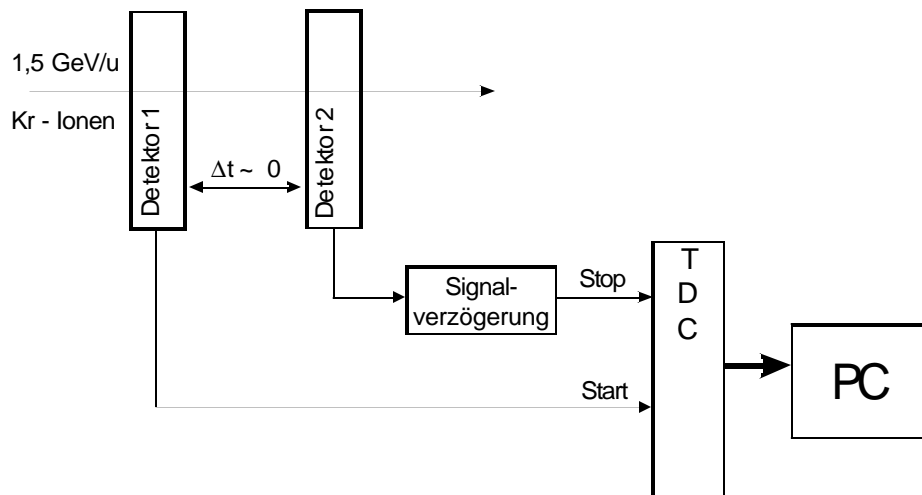 1,5 GeV/u
Kr - Ionen
Detektor 1
Δt ~ 0
Detektor 2
Signal-
verzögerung
Stop
Start
T
D
C
PC